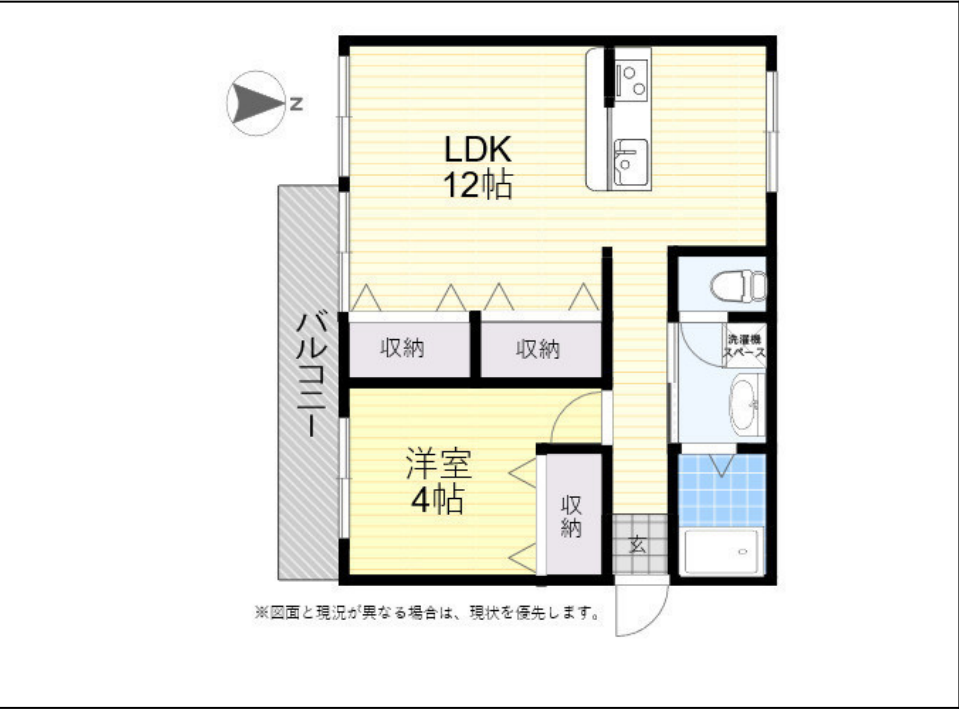 Z
LDK
12帖
バルコニー
収納
収納
洗濯機
スペース
洋室
4帖
収納
玄
※図面と現況が異なる場合は、現状を優先します。